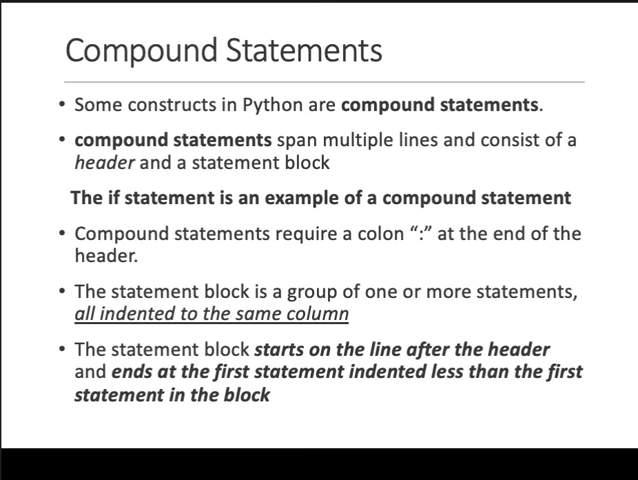 Compound Statements
• Some constructs in Python are compound statements.
• compound statements span multiple lines and consist of a
header and a statement block
The if statement is an example of a compound statement
• Compound statements require a colon “:” at the end of the
header.
• The statement block is a group of one or more statements,
all indented to the same column
• The statement block starts on the line after the header
and ends at the first statement indented less than the first
statement in the block